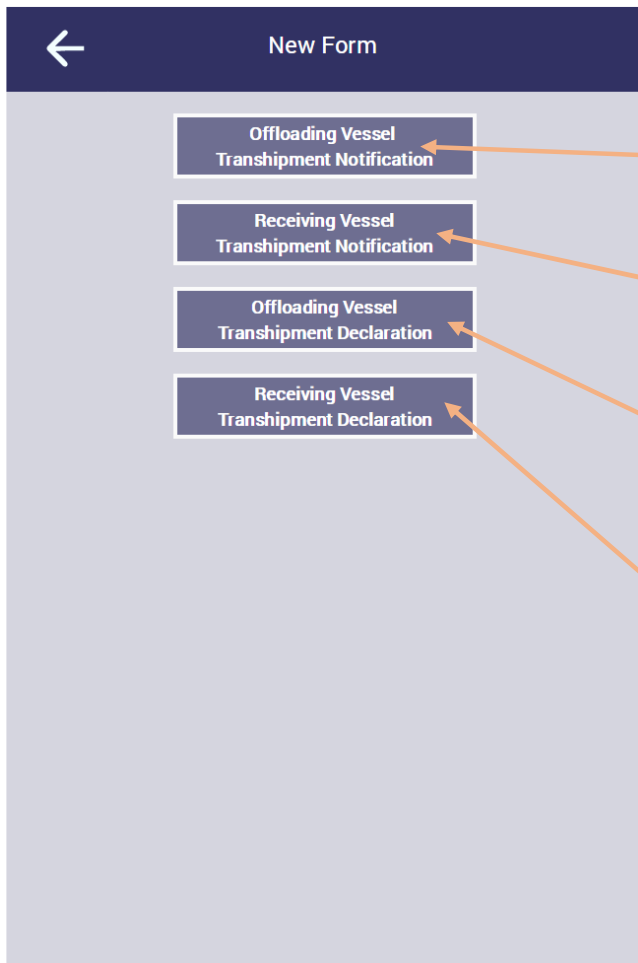 New Form
Offloading Vessel
Transhipment Notification
Receiving Vessel
Transhipment Notification
Offloading Vessel
Transhipment Declaration
Receiving Vessel
Transhipment Declaration